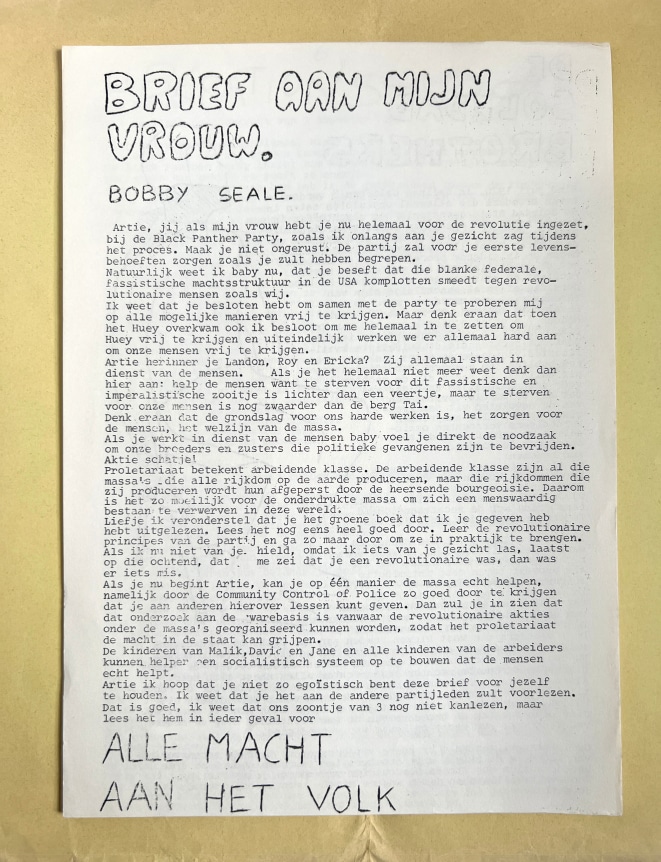 BRIEF AAN MIJN
VROUW.
BOBBY SEALE.
Artie, jij als mijn vrouw hebt je nu helemaal voor de revolutie ingezet,
bij de Black Panther Party, zoals ik onlangs aan je gezicht zag tijdens
het proces. Maak je niet ongerust. De partij zal voor je eerste levens-
behoeften zorgen zoals je zult hebben begrepen.
Natuurlijk weet ik baby nu, dat je beseft dat die blanke federale,
fassistische machtsstruktuur in de USA komplotten smeedt tegen revo-
lutionaire mensen zoals wij.
Ik weet dat je besloten hebt om samen met de party te proberen mij
op alle mogelijke manieren vrij te krijgen. Maar denk eraan dat toen
het Huey overkwam ook ik besloot om me helemaal in te zetten om
Huey vrij te krijgen en uiteindelijk werken we er allemaal hard aan
om onze mensen vrij te krijgen.
Artie herinner je Landon, Roy en Ericka? Zij allemaal staan in
dienst van de mensen. Als je het helemaal niet meer weet denk dan
hier aan: help de mensen want te sterven voor dit fassistische en
imperalistische zooitje is lichter dan een veertje, maar te sterven
voor onze mensen is nog zwaarder dan de berg Tai.
Denk eraan dat de grondslag voor ons harde werken is, het zorgen voor
de mensen, het welzijn van de massa.
Als je werkt in dienst van de mensen baby voel je direkt de noodzaak
om onze broeders en zusters die politieke gevangenen zijn te bevrijden.
Aktie schatje!
Proletariaat betekent arbeidende klasse. De arbeidende klasse zijn al die
massa's die alle rijkdom op de aarde produceren, maar die rijkdommen die
zij produceren wordt hun afgeperst door de heersende bourgeoisie. Daarom
is het zo moeilijk voor de onderdrukte massa om zich een menswaardig
bestaan te verwerven in deze wereld.
Liefje ik veronderstel dat je het groene boek dat ik je gegeven heb
hebt uitgelezen. Lees het nog eens heel goed door. Leer de revolutionaire
principes van de partij en ga zo maar door om ze in praktijk te brengen.
Als ik nu niet van je hield, omdat ik iets van je gezicht las, laatst
op die ochtend, dat me zei dat je een revolutionaire was, dan was
er iets mis.
Als je nu begint Artie, kan je op één manier de massa echt helpen,
namelijk door de Community Control of Police zo goed door te krijgen
dat je aan anderen hierover lessen kunt geven. Dan zul je in zien dat
dat onderzoek aan de warebasis is vanwaar de revolutionaire akties
onder de massa's georganiseerd kunnen worden, zodat het proletariaat
de macht in de staat kan grijpen.
De kinderen van Malik,David en Jane en alle kinderen van de arbeiders
kunnen helpen een socialistisch systeem op te bouwen dat de mensen
echt helpt.
Artie ik hoop dat je niet zo egoïstisch bent deze brief voor jezelf
te houden. Ik weet dat je het aan de andere partijleden zult voorlezen.
Dat is goed, ik weet dat ons zoontje van 3 nog niet kanlezen, maar
lees het hem in ieder geval voor
ALLE MACHT
AAN HET VOLK